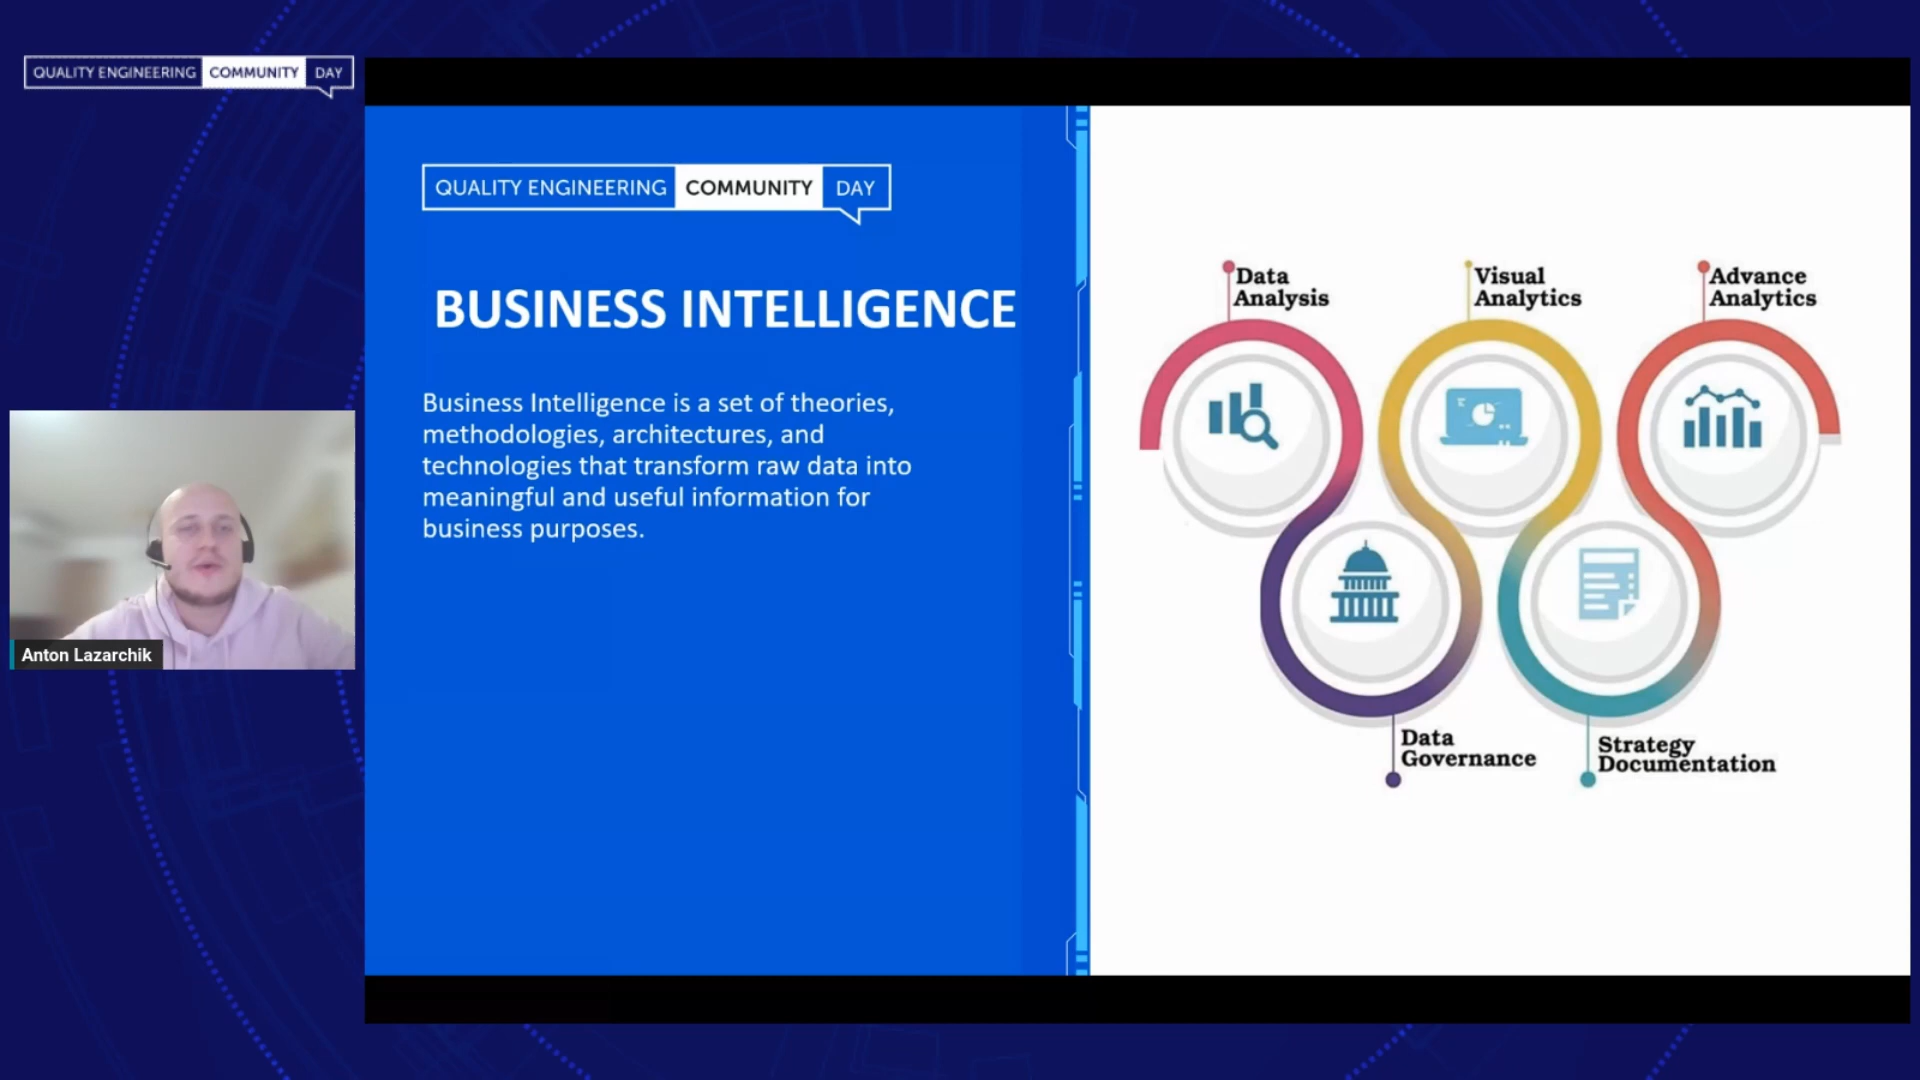 QUALITY ENGINEERING COMMUNITY DAY
QUALITY ENGINEERING COMMUNITY DAY
BUSINESS INTELLIGENCE
Business Intelligence is a set of theories,
methodologies, architectures, and
technologies that transform raw data into
meaningful and useful information for
business purposes.
Anton Lazarchik
Data
Analysis
Visual
Analytics
Advance
Analytics
Data
Governance
Strategy
Documentation